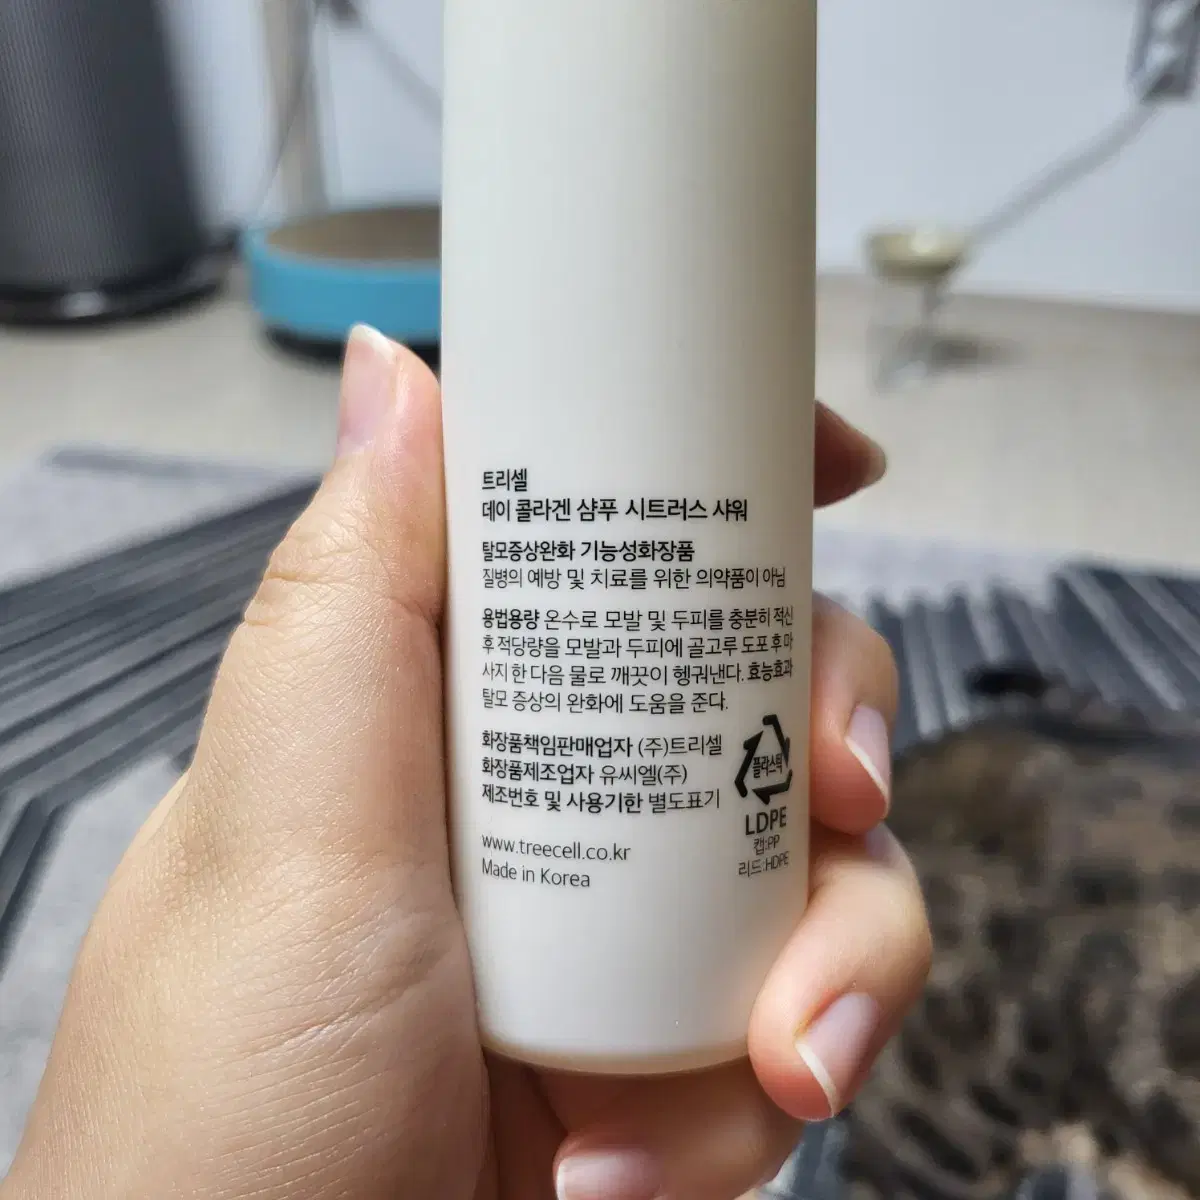 트리셀
데이 콜라겐 샴푸 시트러스 샤워
탈모증상완화 기능성화장품
질병의 예방 및 치료를 위한 의약품이 아님
용법용량 온수로 모발 및 두피를 충분히 적신
후 적당량을 모발과 두피에 골고루 도포 후 마
사지 한 다음 물로 깨끗이 헹궈낸다. 효능효과
탈모 증상의 완화에 도움을 준다.
화장품책임판매업자 (주)트리셀
화장품제조업자 유씨엘(주)
제조번호 및 사용기한 별도표기
플라스틱
LDPE
캡:PP
리드:HDPE
www.treecell.co.kr
Made in Korea